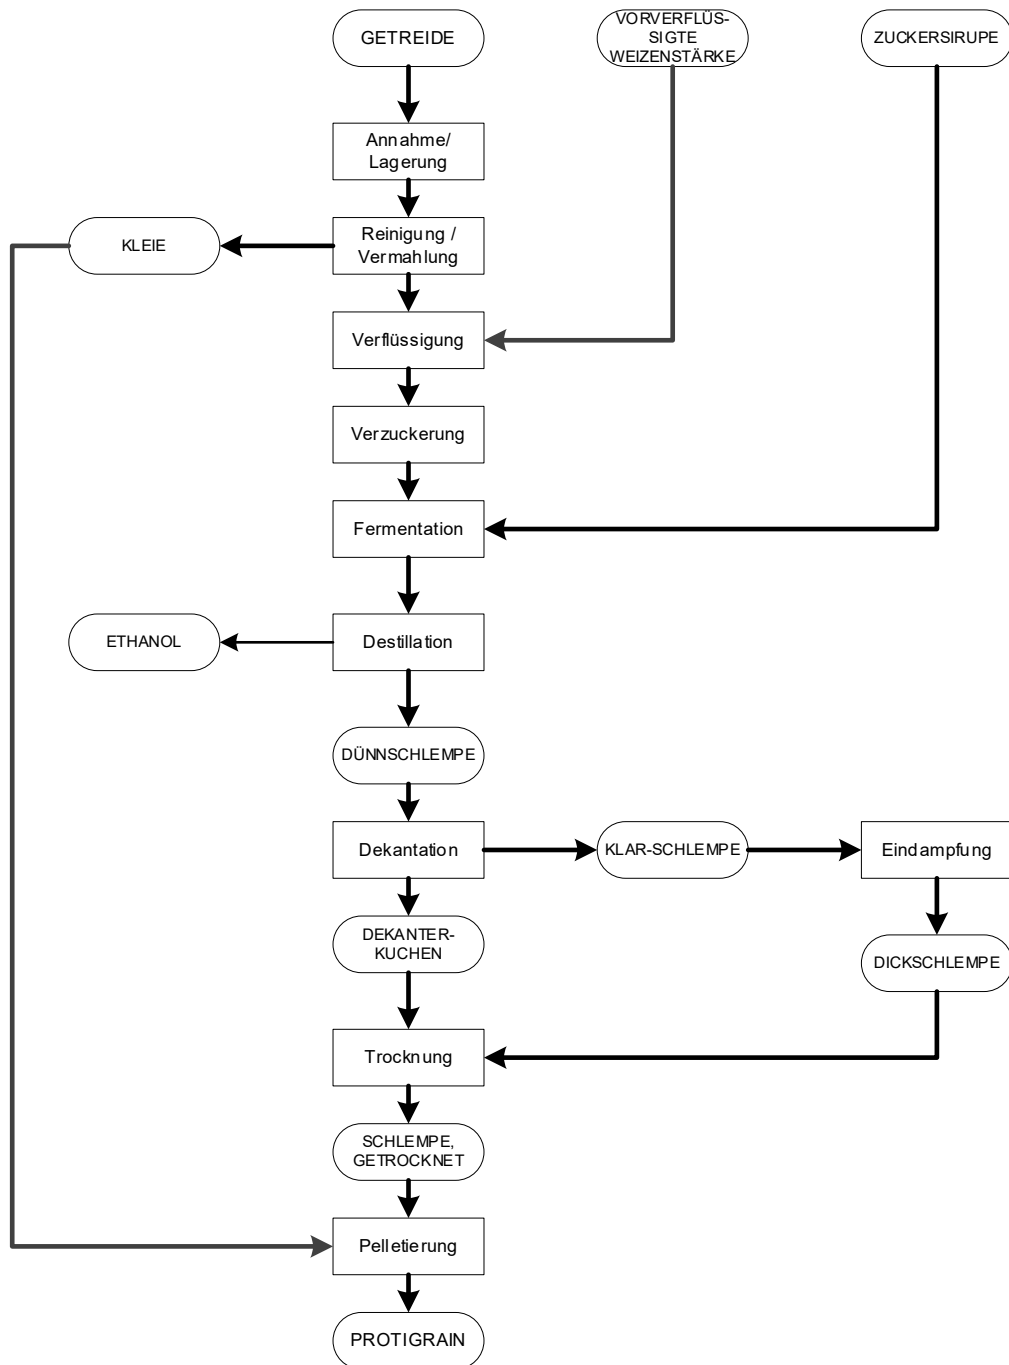 GETREIDE
VORVERFLÜS-
SIGTE
WEIZENSTÄRKE
ZUCKERSIRUPE
Annahme/
Lagerung
KLEIE
Reinigung /
Vermahlung
Verflüssigung
Verzuckerung
Fermentation
ETHANOL
Destillation
DÜNNSCHLEMPE
Dekantation
KLAR-SCHLEMPE
Eindampfung
DEKANTER-
KUCHEN
DICKSCHLEMPE
Trocknung
SCHLEMPE,
GETROCKNET
Pelletierung
PROTIGRAIN